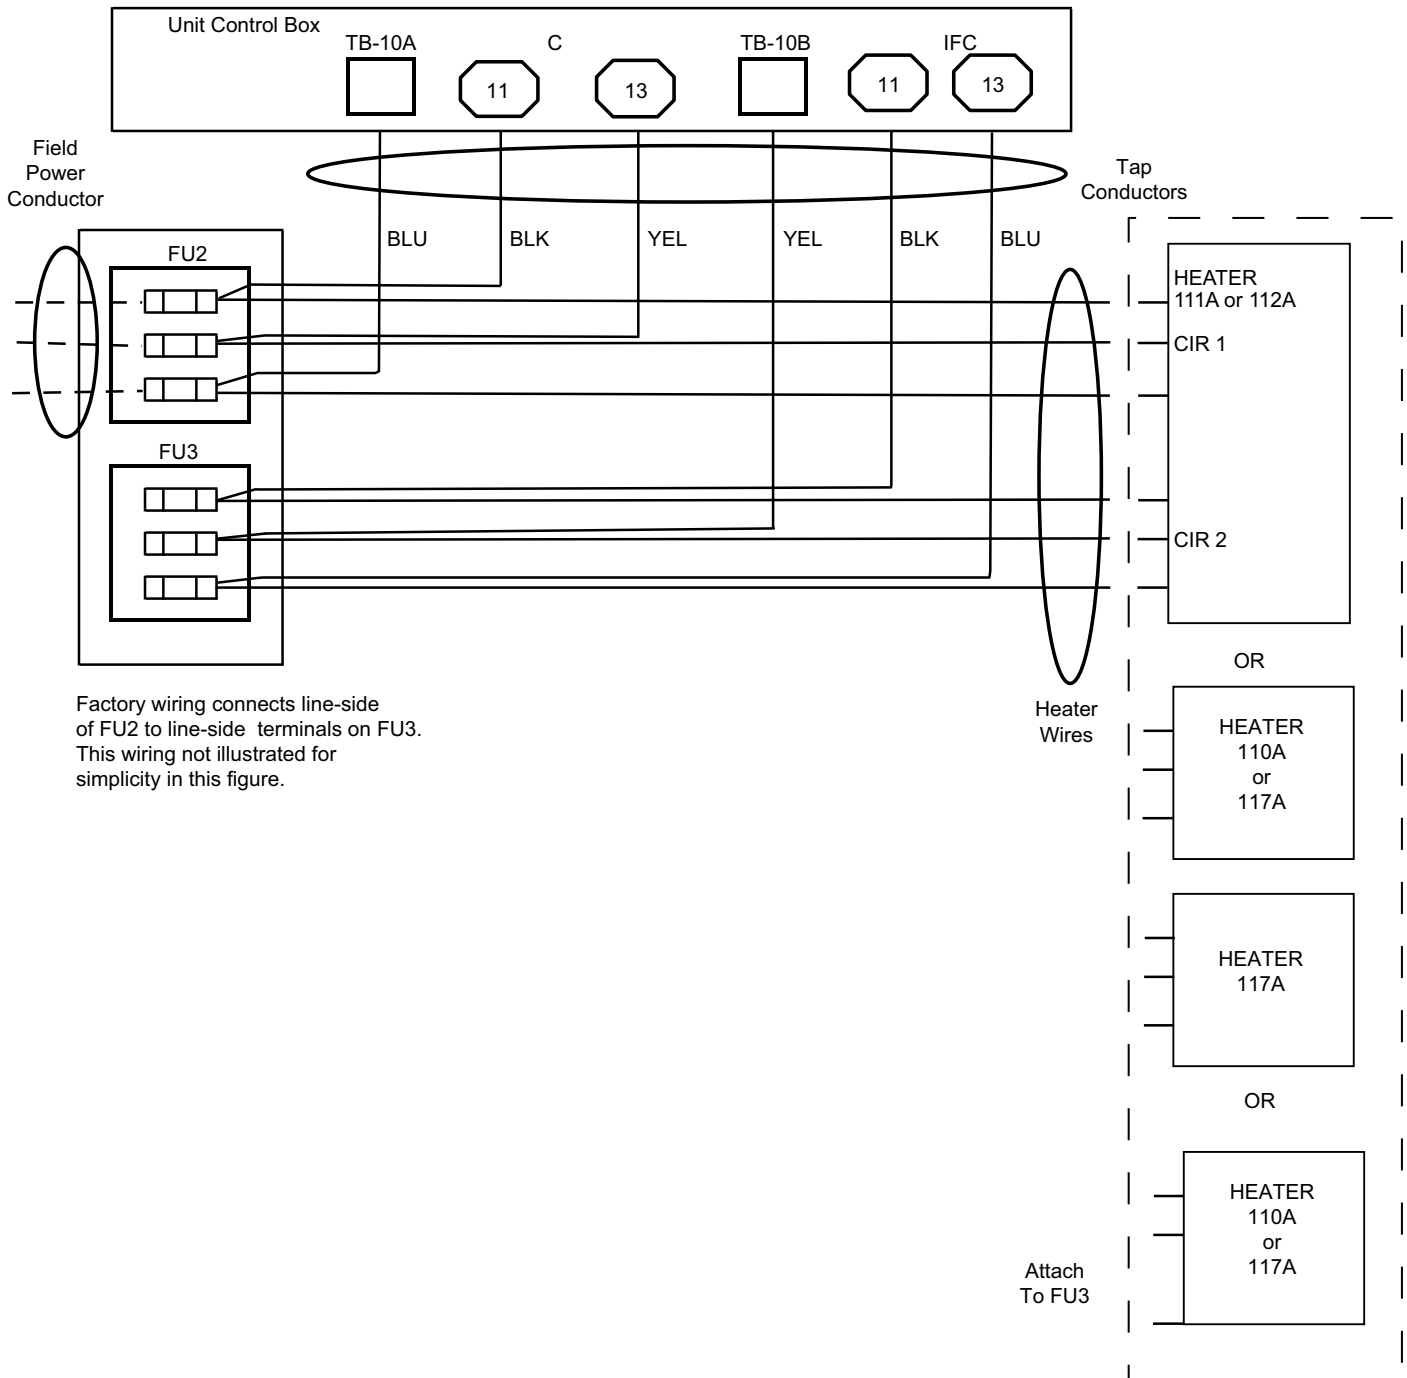 Unit Control Box
TB-10A
C
TB-10B
IFC
11
13
11
13
Field
Power
Conductor
Tap
Conductors
BLU
BLK
YEL
YEL
BLK
BLU
FU2
HEATER
111A or 112A
CIR 1
FU3
CIR 2
OR
Factory wiring connects line-side
of FU2 to line-side terminals on FU3.
This wiring not illustrated for
simplicity in this figure.
Heater
Wires
HEATER
110A
or
117A
HEATER
117A
OR
HEATER
110A
or
117A
Attach
To FU3